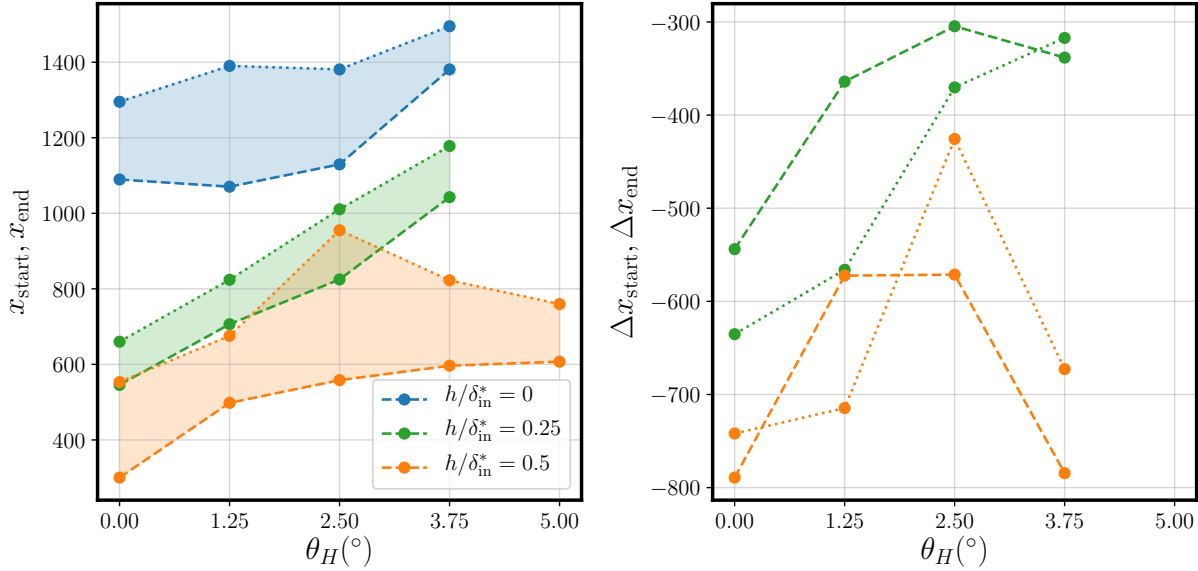 1400
1200
1000
800
600
400
x_start, x_end
0.00 1.25 2.50 3.75 5.00
θ_H(°)
h/δ*_in = 0
h/δ*_in = 0.25
h/δ*_in = 0.5
−300
−400
−500
−600
−700
−800
Δx_start, Δx_end
0.00 1.25 2.50 3.75 5.00
θ_H(°)